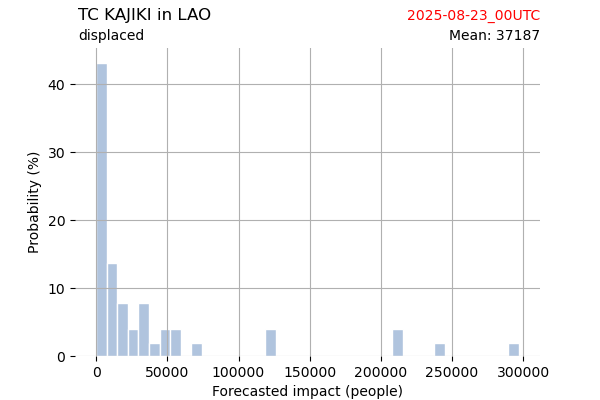 TC KAJIKI in LAO
2025-08-23_00UTC
displaced
Mean: 37187
Probability (%)
40
30
20
10
0
0
50000
100000
150000
200000
250000
300000
Forecasted impact (people)